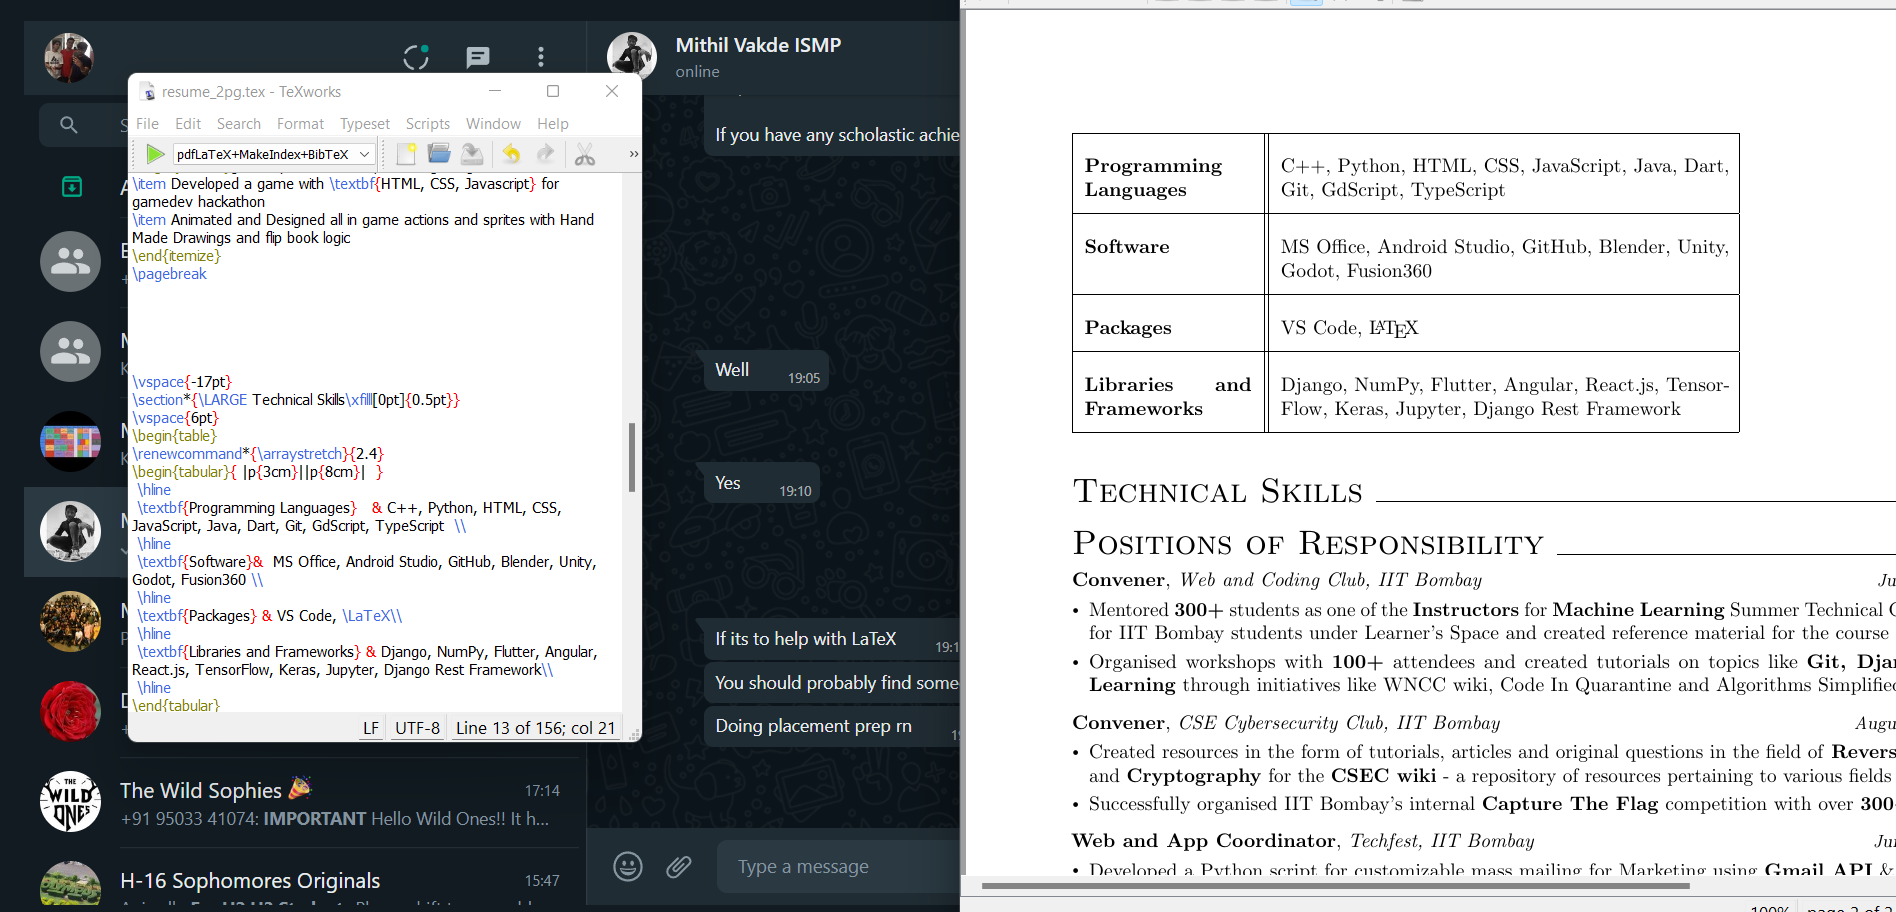 Mithil Vakde ISMP
online
If you have any scholastic achie
Well
19:05
Yes
19:10
If its to help with LaTeX
19:1
You should probably find some
Doing placement prep rn
19
Type a message
The Wild Sophies 🎉
17:14
+91 95033 41074: IMPORTANT Hello Wild Ones!! It h...
H-16 Sophomores Originals
15:47
THE
WILD
ONES
resume_2pg.tex - TeXworks
File Edit Search Format Typeset Scripts Window Help
pdfLaTeX+MakeIndex+BibTeX
»
\item Developed a game with \textbf{HTML, CSS, Javascript} for
gamedev hackathon
\item Animated and Designed all in game actions and sprites with Hand
Made Drawings and flip book logic
\end{itemize}
\pagebreak
\vspace{-17pt}
\section*{\LARGE Technical Skills\xfill[0pt]{0.5pt}}
\vspace{6pt}
\begin{table}
\renewcommand*{\arraystretch}{2.4}
\begin{tabular}{ |p{3cm}||p{8cm}| }
\hline
\textbf{Programming Languages} & C++, Python, HTML, CSS,
JavaScript, Java, Dart, Git, GdScript, TypeScript \\
\hline
\textbf{Software}& MS Office, Android Studio, GitHub, Blender, Unity,
Godot, Fusion360 \\
\hline
\textbf{Packages} & VS Code, \LaTeX\\
\hline
\textbf{Libraries and Frameworks} & Django, NumPy, Flutter, Angular,
React.js, TensorFlow, Keras, Jupyter, Django Rest Framework\\
\hline
\end{tabular}
LF UTF-8 Line 13 of 156; col 21
Programming Languages
C++, Python, HTML, CSS, JavaScript, Java, Dart,
Git, GdScript, TypeScript
Software
MS Office, Android Studio, GitHub, Blender, Unity,
Godot, Fusion360
Packages
VS Code, LATEX
Libraries and Frameworks
Django, NumPy, Flutter, Angular, React.js, Tensor-
Flow, Keras, Jupyter, Django Rest Framework
Technical Skills
Positions of Responsibility
Convener, Web and Coding Club, IIT Bombay Ju
• Mentored 300+ students as one of the Instructors for Machine Learning Summer Technical C
for IIT Bombay students under Learner's Space and created reference material for the course
• Organised workshops with 100+ attendees and created tutorials on topics like Git, Djan
Learning through initiatives like WNCC wiki, Code In Quarantine and Algorithms Simplified
Convener, CSE Cybersecurity Club, IIT Bombay Augu
• Created resources in the form of tutorials, articles and original questions in the field of Revers
and Cryptography for the CSEC wiki - a repository of resources pertaining to various fields
• Successfully organised IIT Bombay's internal Capture The Flag competition with over 300
Web and App Coordinator, Techfest, IIT Bombay Ju
• Developed a Python script for customizable mass mailing for Marketing using Gmail API &
100% page 2 of 2